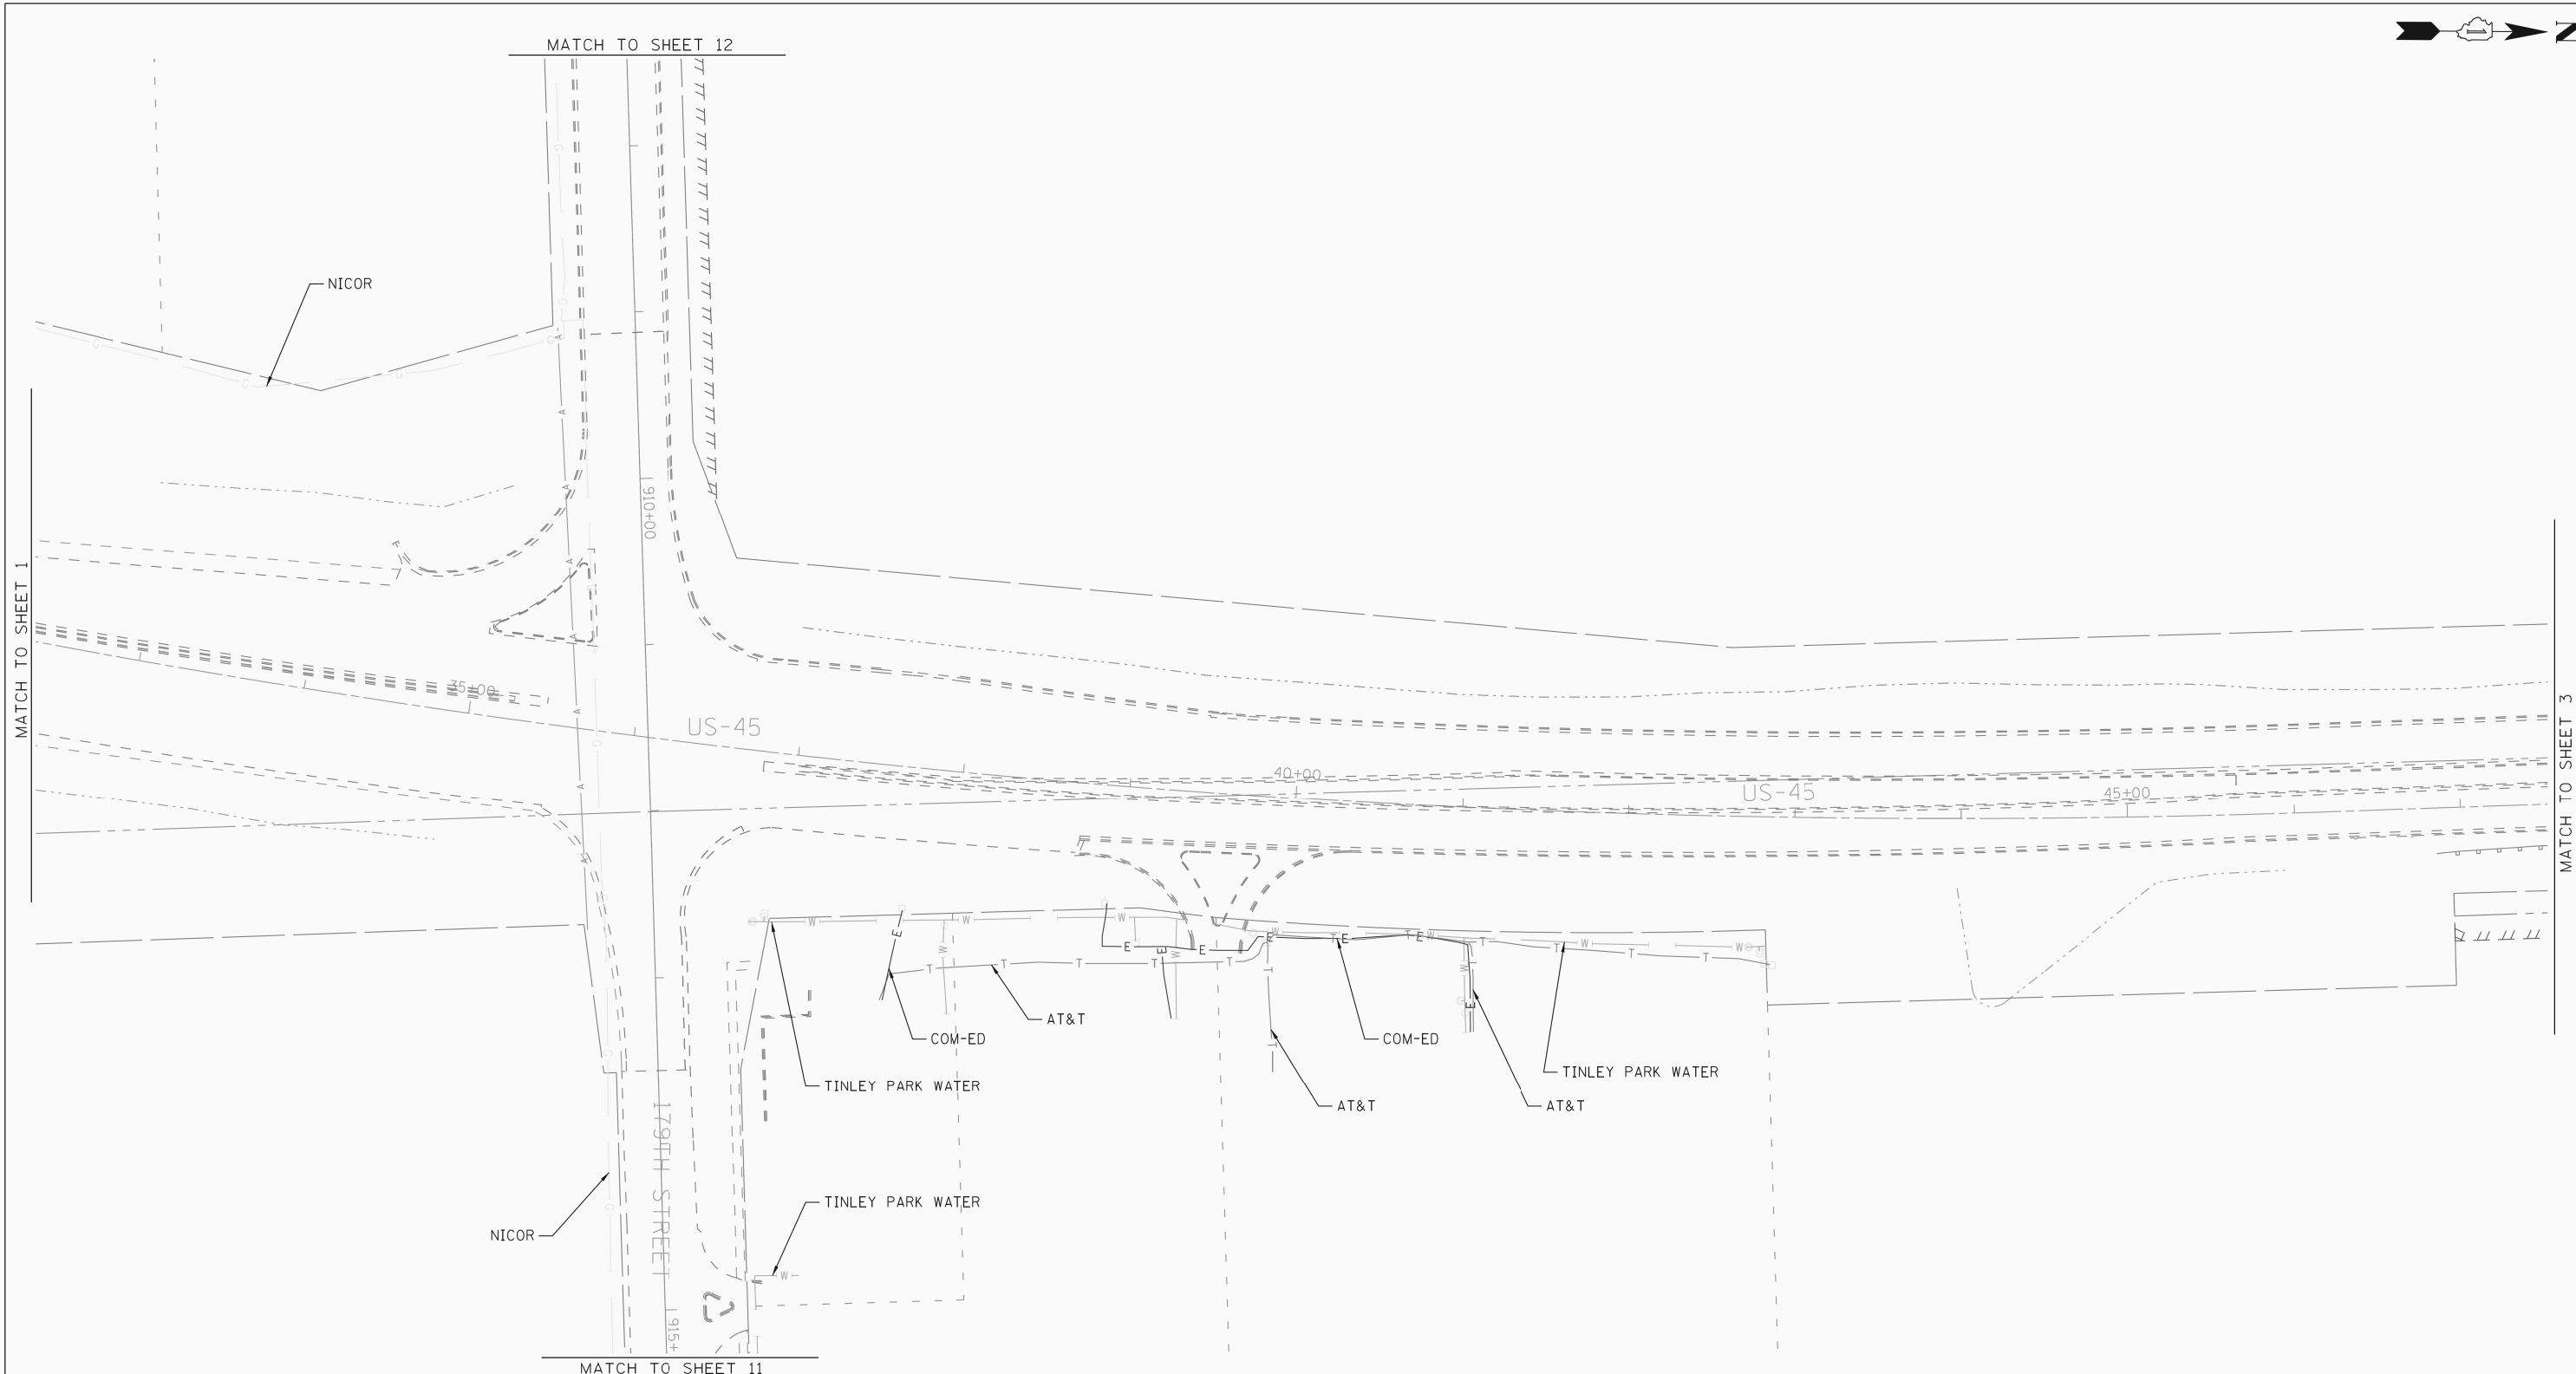 MATCH TO SHEET 12
N
NICOR
G
G
G
G
G
G
A
A
A
A
A
A
A
A
910+00
MATCH TO SHEET 1
35+00
US-45
G
40+00
US-45
45+00
MATCH TO SHEET 3
W
W
W
W
W
W
W
E
E
E
E
E
E
E
E
T
T
T
T
T
T
T
T
T
T
T
T
W
W
W
COM-ED
AT&T
COM-ED
AT&T
AT&T
TINLEY PARK WATER
TINLEY PARK WATER
179TH STREET
TINLEY PARK WATER
NICOR
G
G
W
915+
MATCH TO SHEET 11